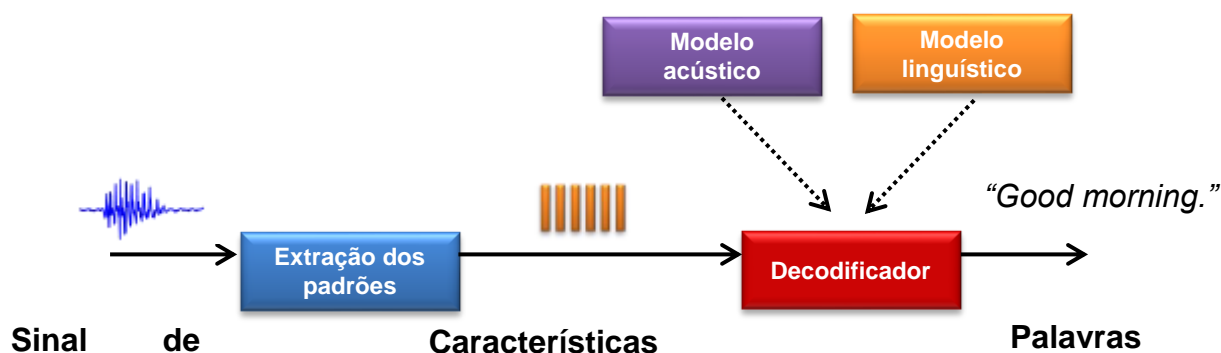 Modelo
acústico
Modelo
linguístico
“Good morning.”
Extração dos
padrões
Decodificador
Sinal de
Características
Palavras